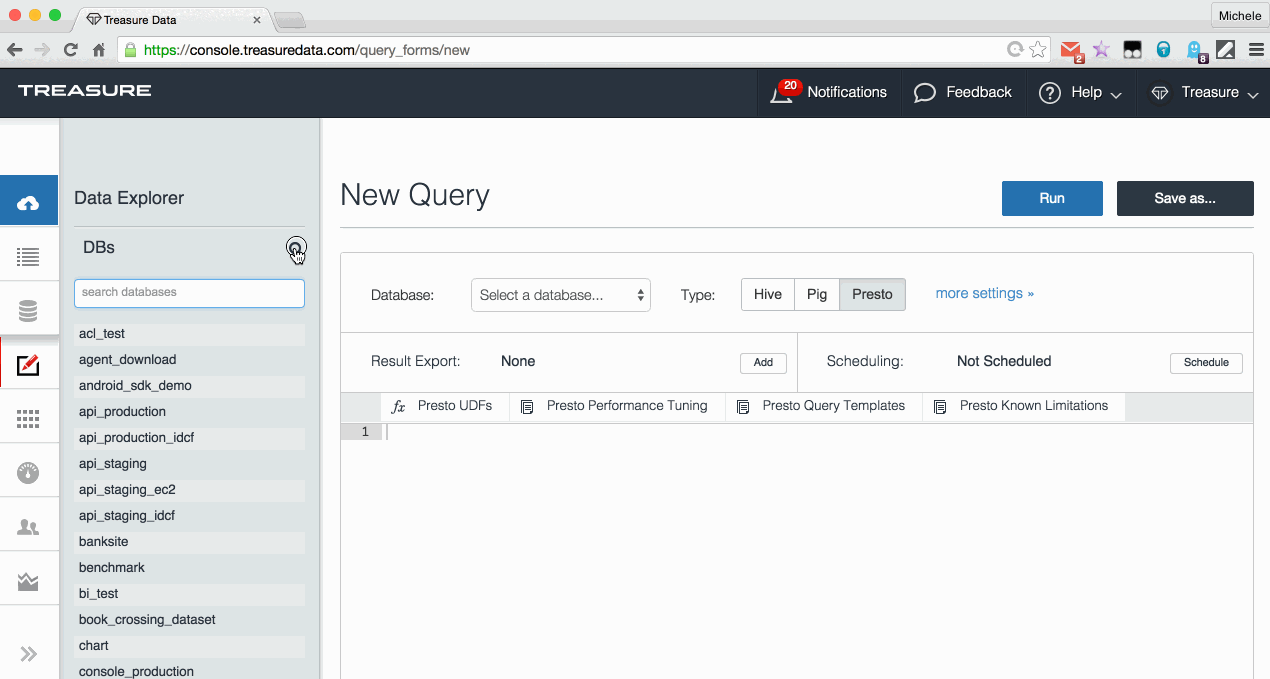 Treasure Data
Michele
https://console.treasuredata.com/query_forms/new
2
8
TREASURE
20
Notifications
Feedback
Help
Treasure
Data Explorer
DBs
search databases
acl_test
agent_download
android_sdk_demo
api_production
api_production_idcf
api_staging
api_staging_ec2
api_staging_idcf
banksite
benchmark
bi_test
book_crossing_dataset
chart
console_production
New Query
Run
Save as...
Database:
Select a database...
Type:
Hive
Pig
Presto
more settings »
Result Export:
None
Add
Scheduling:
Not Scheduled
Schedule
fx Presto UDFs
Presto Performance Tuning
Presto Query Templates
Presto Known Limitations
1